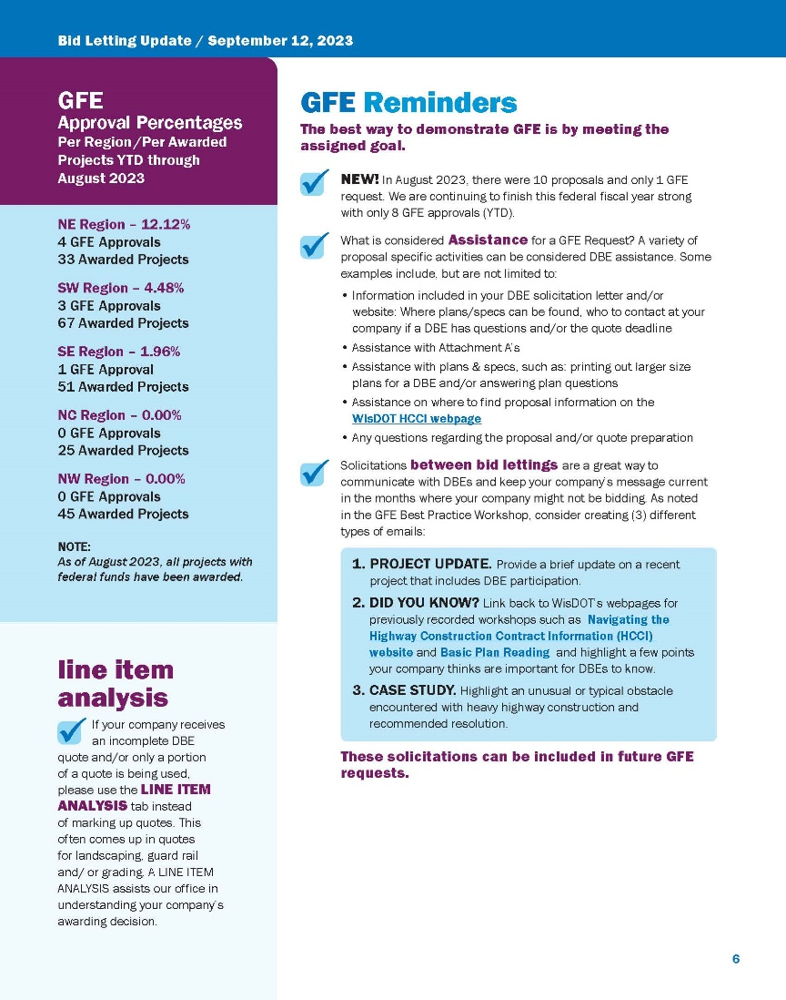 Bid Letting Update / September 12, 2023
GFE
Approval Percentages
Per Region/Per Awarded
Projects YTD through
August 2023
NE Region – 12.12%
4 GFE Approvals
33 Awarded Projects
SW Region – 4.48%
3 GFE Approvals
67 Awarded Projects
SE Region – 1.96%
1 GFE Approval
51 Awarded Projects
NC Region – 0.00%
0 GFE Approvals
25 Awarded Projects
NW Region – 0.00%
0 GFE Approvals
45 Awarded Projects
NOTE:
As of August 2023, all projects with
federal funds have been awarded.
line item
analysis
If your company receives
an incomplete DBE
quote and/or only a portion
of a quote is being used,
please use the LINE ITEM
ANALYSIS tab instead
of marking up quotes. This
often comes up in quotes
for landscaping, guard rail
and/ or grading. A LINE ITEM
ANALYSIS assists our office in
understanding your company's
awarding decision.
GFE Reminders
The best way to demonstrate GFE is by meeting the
assigned goal.
NEW! In August 2023, there were 10 proposals and only 1 GFE
request. We are continuing to finish this federal fiscal year strong
with only 8 GFE approvals (YTD).
What is considered Assistance for a GFE Request? A variety of
proposal specific activities can be considered DBE assistance. Some
examples include, but are not limited to:
• Information included in your DBE solicitation letter and/or
website: Where plans/specs can be found, who to contact at your
company if a DBE has questions and/or the quote deadline
• Assistance with Attachment A's
• Assistance with plans & specs, such as: printing out larger size
plans for a DBE and/or answering plan questions
• Assistance on where to find proposal information on the
WisDOT HCCI webpage
• Any questions regarding the proposal and/or quote preparation
Solicitations between bid lettings are a great way to
communicate with DBEs and keep your company's message current
in the months where your company might not be bidding. As noted
in the GFE Best Practice Workshop, consider creating (3) different
types of emails:
1. PROJECT UPDATE. Provide a brief update on a recent
project that includes DBE participation.
2. DID YOU KNOW? Link back to WisDOT's webpages for
previously recorded workshops such as Navigating the
Highway Construction Contract Information (HCCI)
website and Basic Plan Reading and highlight a few points
your company thinks are important for DBEs to know.
3. CASE STUDY. Highlight an unusual or typical obstacle
encountered with heavy highway construction and
recommended resolution.
These solicitations can be included in future GFE
requests.
6